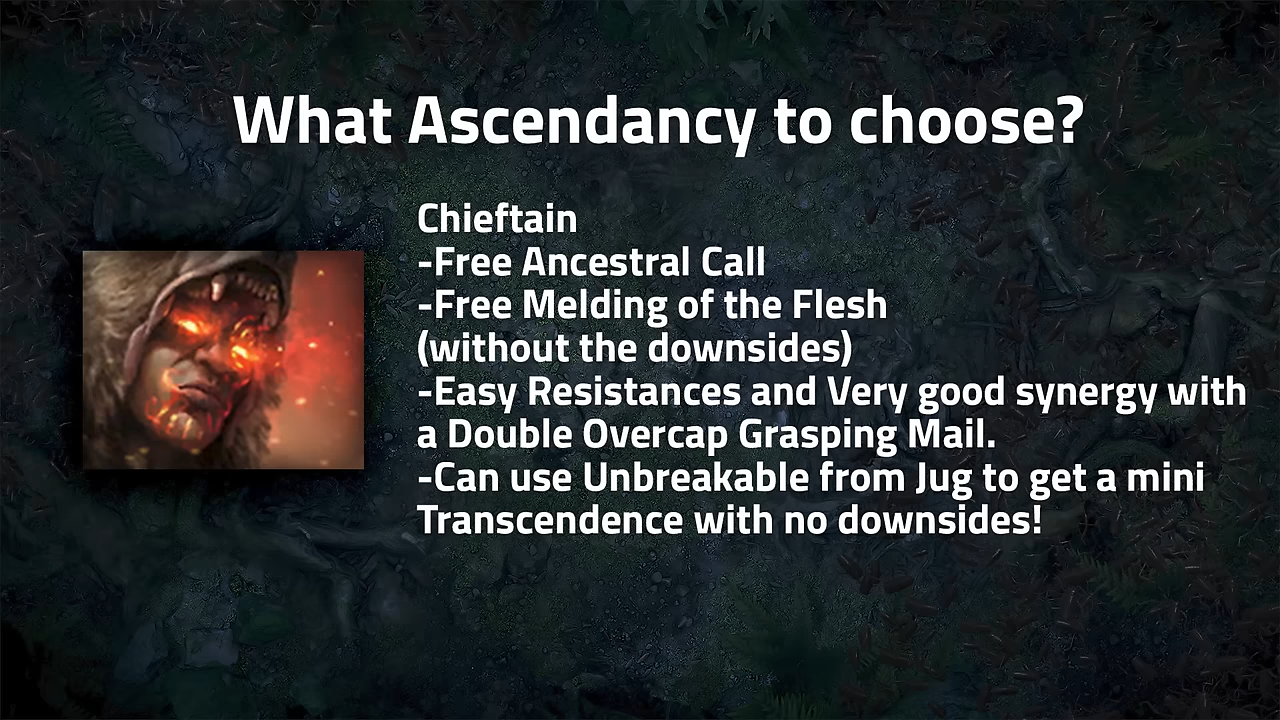 What Ascendancy to choose?
Chieftain
-Free Ancestral Call
-Free Melding of the Flesh
(without the downsides)
-Easy Resistances and Very good synergy with
a Double Overcap Grasping Mail.
-Can use Unbreakable from Jug to get a mini
Transcendence with no downsides!